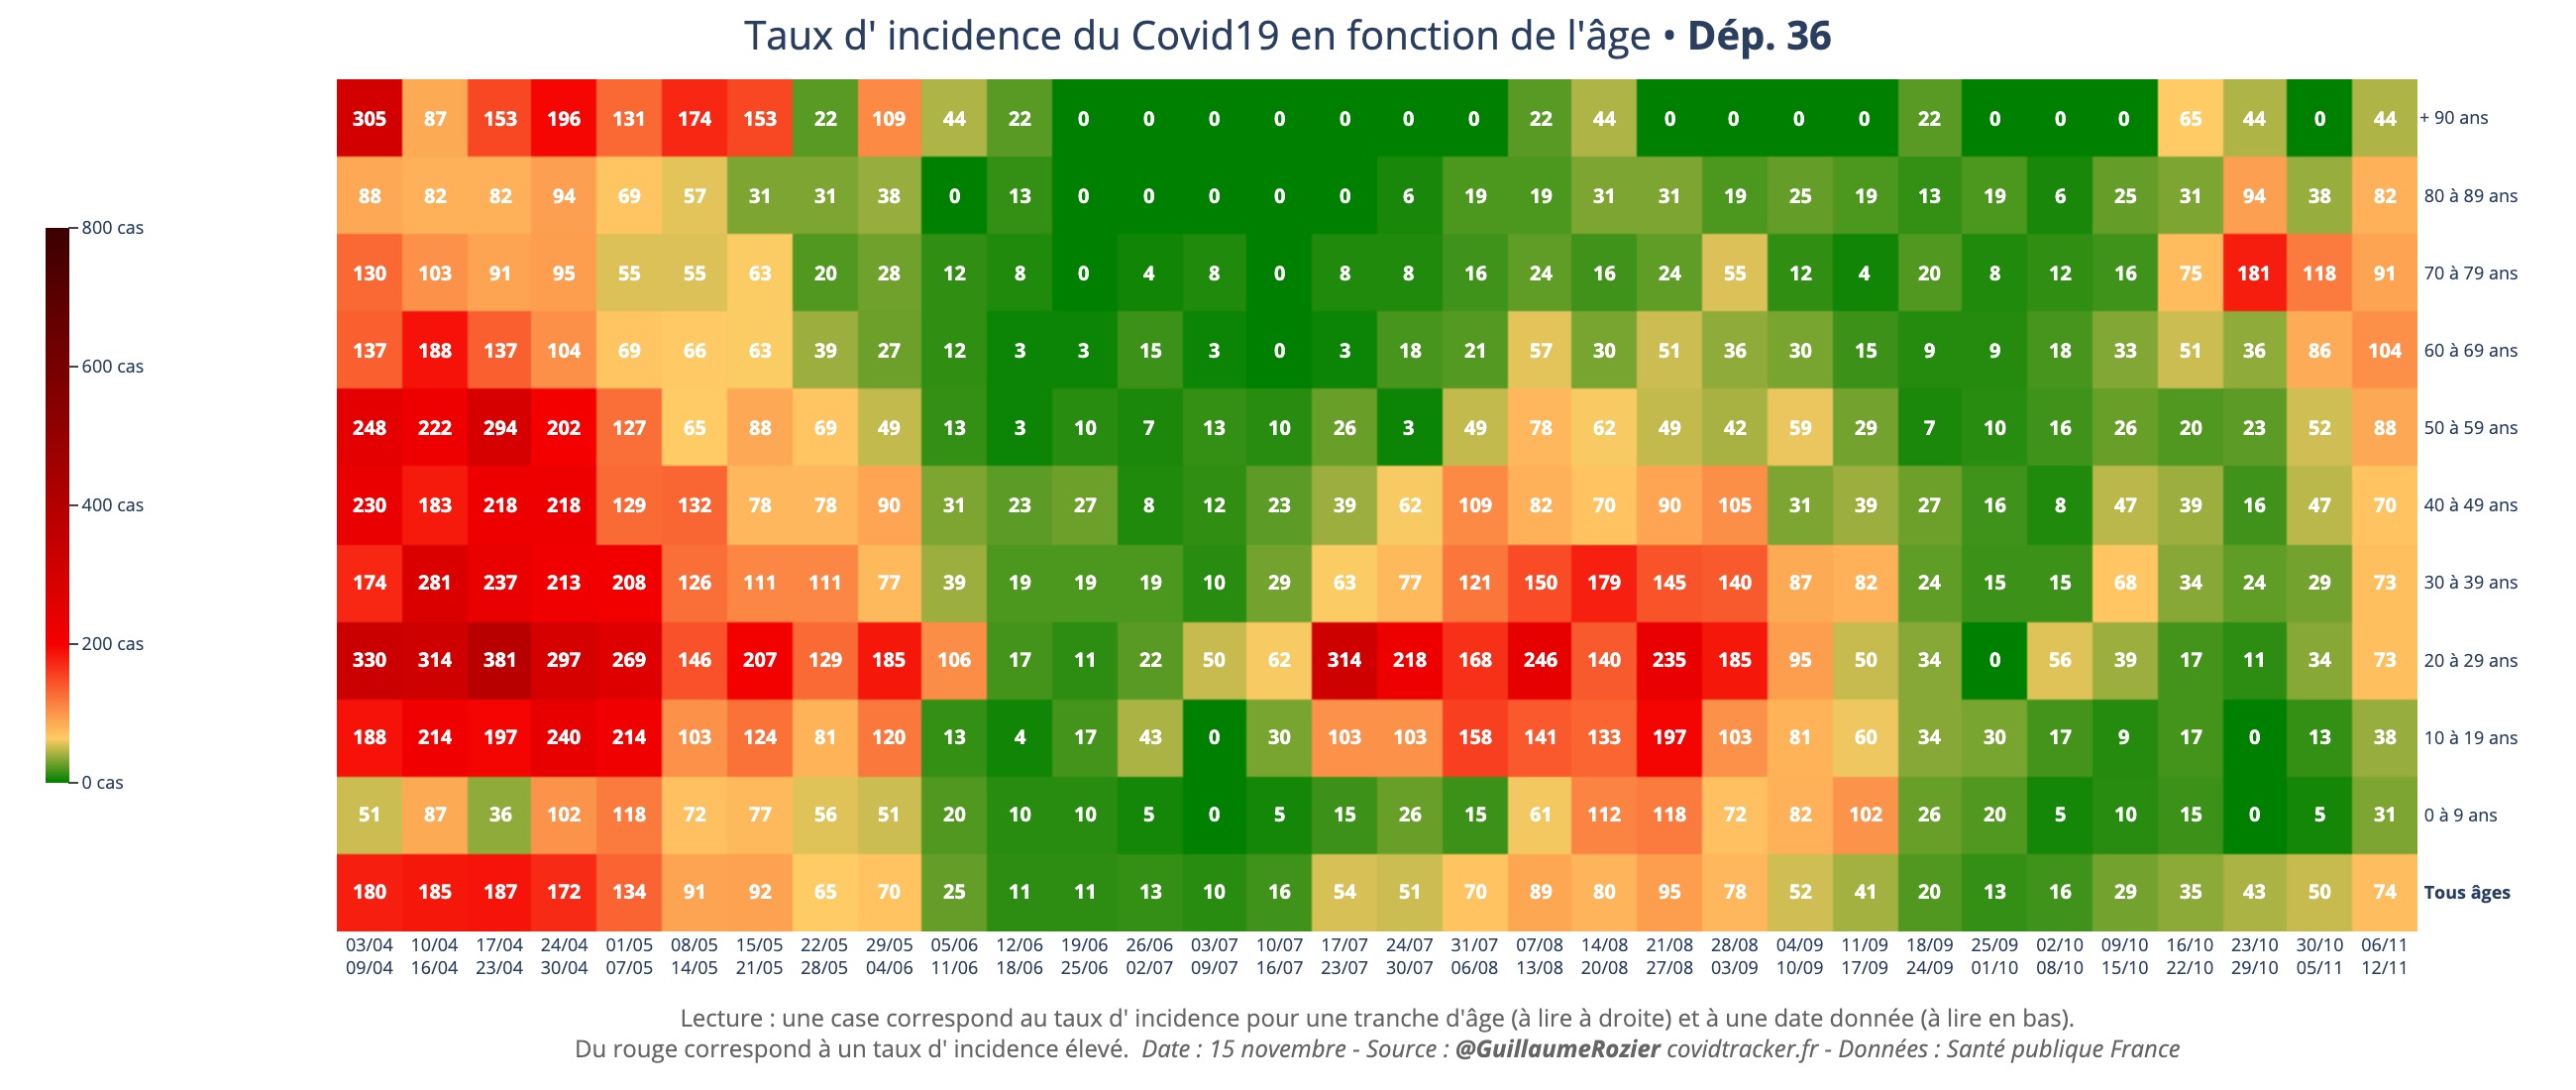 Taux d' incidence du Covid19 en fonction de l'âge • Dép. 36
305 87 153 196 131 174 153 22 109 44 22 0 0 0 0 0 0 0 22 44 0 0 0 0 22 0 0 0 65 44 0 44 + 90 ans
88 82 82 94 69 57 31 31 38 0 13 0 0 0 0 0 6 19 19 31 31 19 25 19 13 19 6 25 31 94 38 82 80 à 89 ans
800 cas
130 103 91 95 55 55 63 20 28 12 8 0 4 8 0 8 8 16 24 16 24 55 12 4 20 8 12 16 75 181 118 91 70 à 79 ans
137 188 137 104 69 66 63 39 27 12 3 3 15 3 0 3 18 21 57 30 51 36 30 15 9 9 18 33 51 36 86 104 60 à 69 ans
600 cas
248 222 294 202 127 65 88 69 49 13 3 10 7 13 10 26 3 49 78 62 49 42 59 29 7 10 16 26 20 23 52 88 50 à 59 ans
400 cas
230 183 218 218 129 132 78 78 90 31 23 27 8 12 23 39 62 109 82 70 90 105 31 39 27 16 8 47 39 16 47 70 40 à 49 ans
174 281 237 213 208 126 111 111 77 39 19 19 19 10 29 63 77 121 150 179 145 140 87 82 24 15 15 68 34 24 29 73 30 à 39 ans
200 cas
330 314 381 297 269 146 207 129 185 106 17 11 22 50 62 314 218 168 246 140 235 185 95 50 34 0 56 39 17 11 34 73 20 à 29 ans
188 214 197 240 214 103 124 81 120 13 4 17 43 0 30 103 103 158 141 133 197 103 81 60 34 30 17 9 17 0 13 38 10 à 19 ans
0 cas
51 87 36 102 118 72 77 56 51 20 10 10 5 0 5 15 26 15 61 112 118 72 82 102 26 20 5 10 15 0 5 31 0 à 9 ans
180 185 187 172 134 91 92 65 70 25 11 11 13 10 16 54 51 70 89 80 95 78 52 41 20 13 16 29 35 43 50 74 Tous âges
03/04 10/04 17/04 24/04 01/05 08/05 15/05 22/05 29/05 05/06 12/06 19/06 26/06 03/07 10/07 17/07 24/07 31/07 07/08 14/08 21/08 28/08 04/09 11/09 18/09 25/09 02/10 09/10 16/10 23/10 30/10 06/11
09/04 16/04 23/04 30/04 07/05 14/05 21/05 28/05 04/06 11/06 18/06 25/06 02/07 09/07 16/07 23/07 30/07 06/08 13/08 20/08 27/08 03/09 10/09 17/09 24/09 01/10 08/10 15/10 22/10 29/10 05/11 12/11
Lecture : une case correspond au taux d' incidence pour une tranche d'âge (à lire à droite) et à une date donnée (à lire en bas).
Du rouge correspond à un taux d' incidence élevé. Date : 15 novembre - Source : @GuillaumeRozier covidtracker.fr - Données : Santé publique France